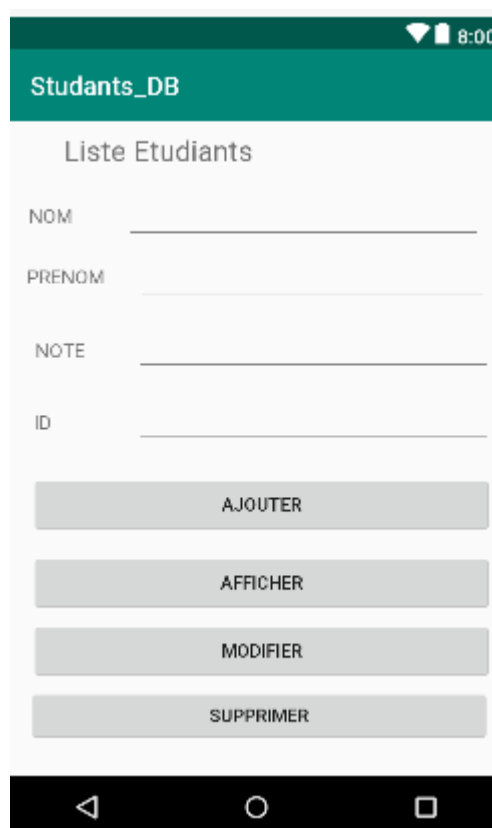 8:00
Studants_DB
Liste Etudiants
NOM
PRENOM
NOTE
ID
AJOUTER
AFFICHER
MODIFIER
SUPPRIMER